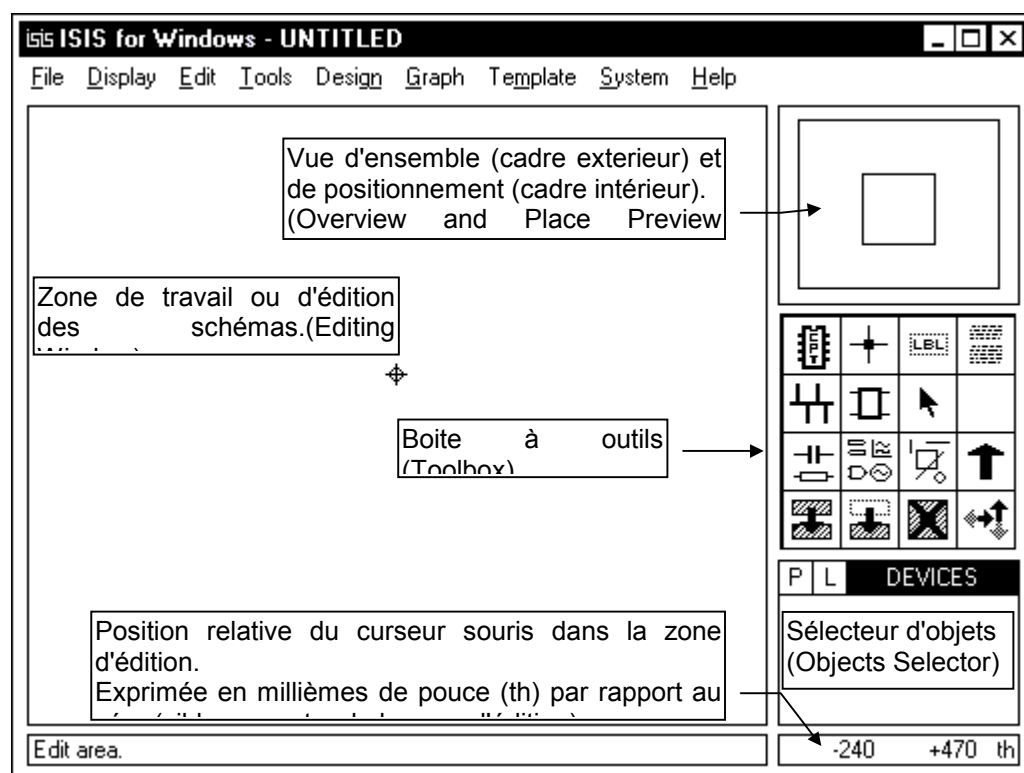 isis ISIS for Windows - UNTITLED
File Display Edit Tools Design Graph Template System Help
Vue d'ensemble (cadre exterieur) et
de positionnement (cadre intérieur).
(Overview and Place Preview
Zone de travail ou d'édition
des schémas.(Editing
CPT
LBL
Boite à outils
(Toolbox)
P L DEVICES
Position relative du curseur souris dans la zone
d'édition.
Exprimée en millièmes de pouce (th) par rapport au
Sélecteur d'objets
(Objects Selector)
Edit area.
-240 +470 th